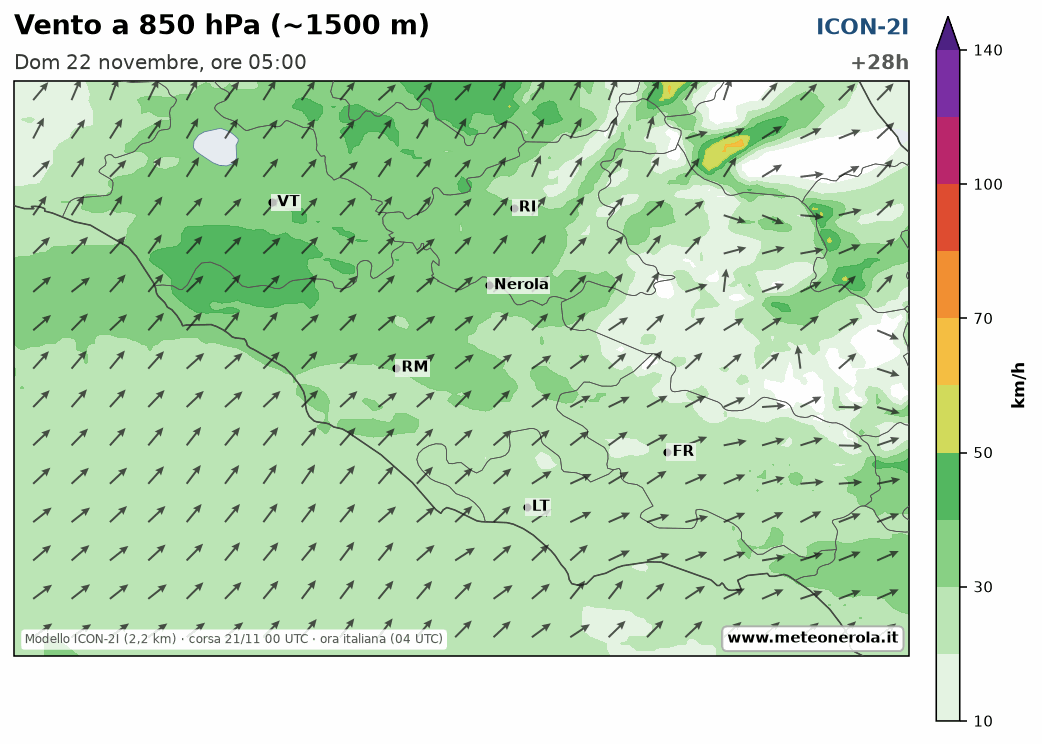 Vento a 850 hPa (~1500 m)
ICON-2I
Dom 22 novembre, ore 05:00
+28h
VT
RI
Nerola
RM
FR
LT
Modello ICON-2I (2,2 km) · corsa 21/11 00 UTC · ora italiana (04 UTC)
www.meteonerola.it
140
100
70
50
30
10
km/h